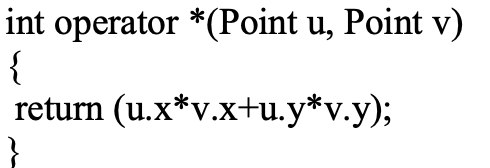 int operator *(Point u, Point v)
{
return (u.x*v.x+u.y*v.y);
}